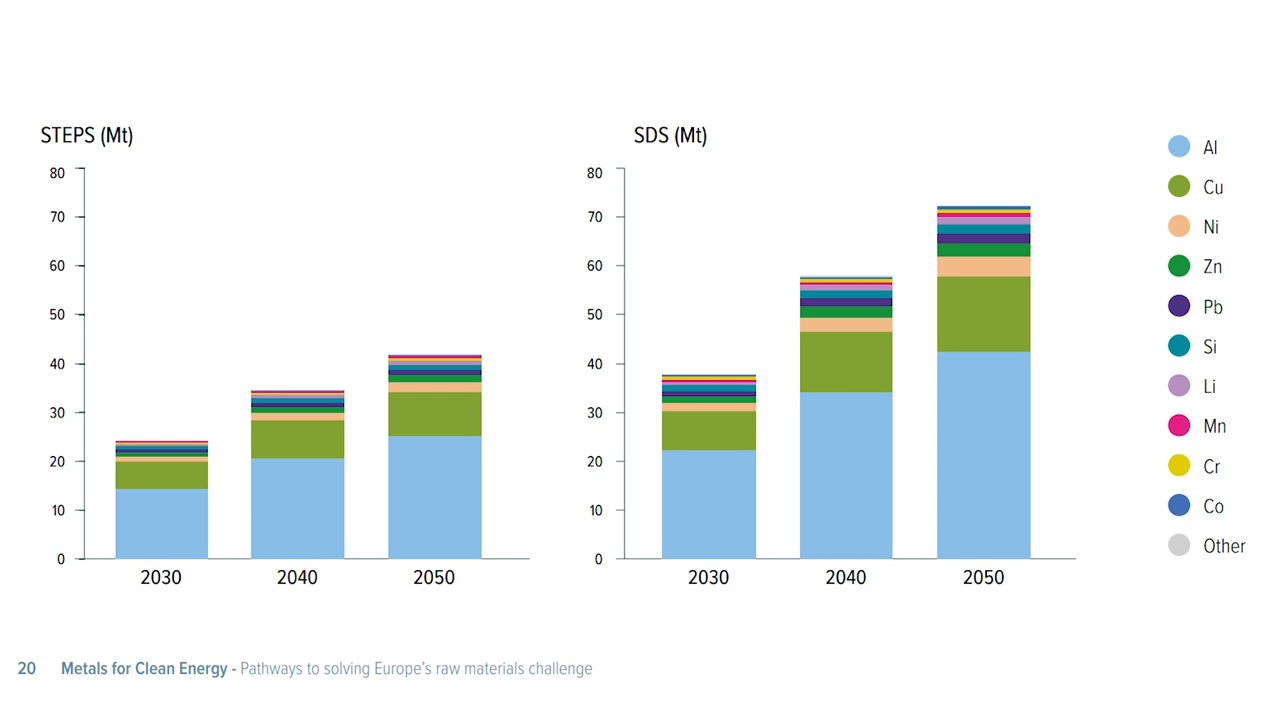 STEPS (Mt)
80
70
60
50
40
30
20
10
0
2030 2040 2050
SDS (Mt)
80
70
60
50
40
30
20
10
0
2030 2040 2050
Al
Cu
Ni
Zn
Pb
Si
Li
Mn
Cr
Co
Other
20 Metals for Clean Energy - Pathways to solving Europe’s raw materials challenge